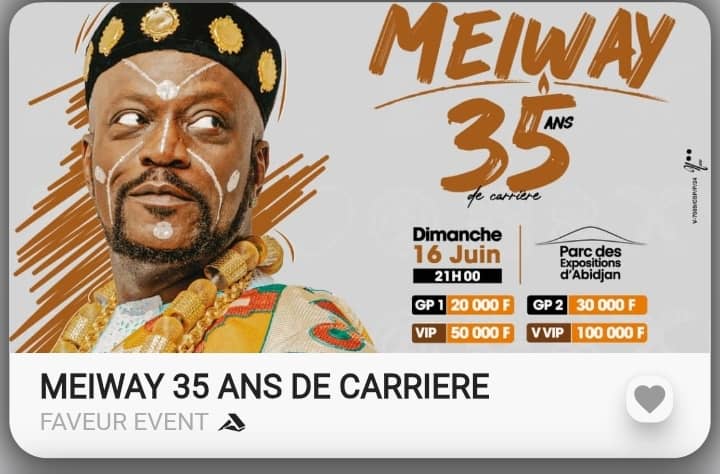 MEIWAY
35 ANS
de carrière
Dimanche
16 Juin
21H00
Parc des
Expositions
d'Abidjan
GP 1 20 000 F GP 2 30 000 F
VIP 50 000 F V VIP 100 000 F
MEIWAY 35 ANS DE CARRIERE
FAVEUR EVENT